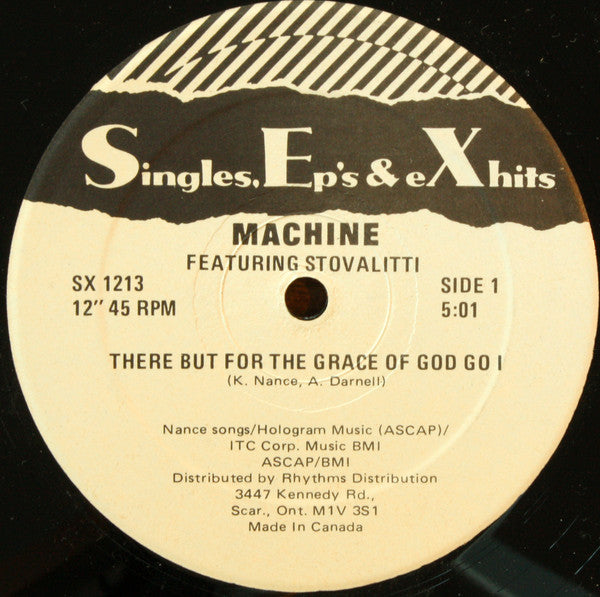 Singles, Ep's & eXhits
MACHINE
FEATURING STOVALITTI
SX 1213
12" 45 RPM
SIDE 1
5:01
THERE BUT FOR THE GRACE OF GOD GO I
(K. Nance, A. Darnell)
Nance songs/Hologram Music (ASCAP)/
ITC Corp. Music BMI
ASCAP/BMI
Distributed by Rhythms Distribution
3447 Kennedy Rd.,
Scar., Ont. M1V 3S1
Made In Canada